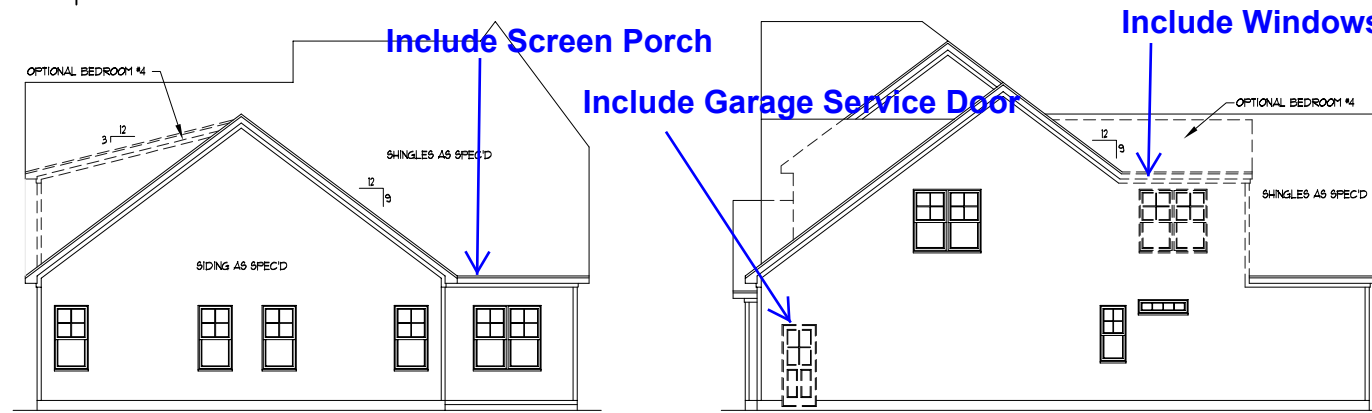 Include Screen Porch
OPTIONAL BEDROOM #4
12
3
SHINGLES AS SPEC'D
12
9
SIDING AS SPEC'D
Include Windows
Include Garage Service Door
OPTIONAL BEDROOM #4
12
9
SHINGLES AS SPEC'D